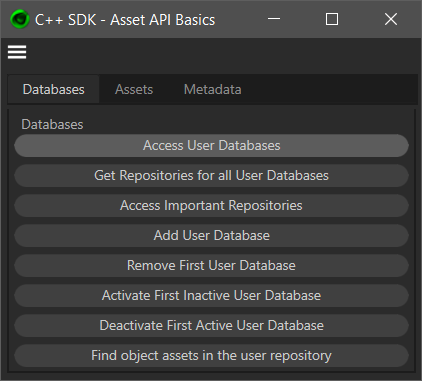 C++ SDK - Asset API Basics
Databases Assets Metadata
Databases
Access User Databases
Get Repositories for all User Databases
Access Important Repositories
Add User Database
Remove First User Database
Activate First Inactive User Database
Deactivate First Active User Database
Find object assets in the user repository